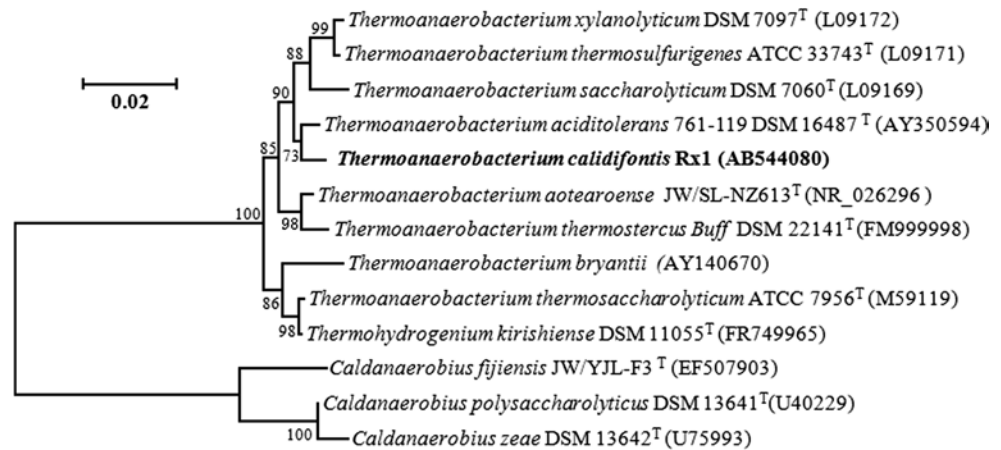 99
Thermoanaerobacterium xylanolyticum DSM 7097T (L09172)
88
Thermoanaerobacterium thermosulfurigenes ATCC 33743T (L09171)
0.02
90
Thermoanaerobacterium saccharolyticum DSM 7060T (L09169)
Thermoanaerobacterium aciditolerans 761-119 DSM 16487 T (AY350594)
85
73
Thermoanaerobacterium calidifontis Rx1 (AB544080)
Thermoanaerobacterium aotearoense JW/SL-NZ613T (NR_026296 )
100
98
Thermoanaerobacterium thermostercus Buff DSM 22141T (FM999998)
Thermoanaerobacterium bryantii (AY140670)
86
Thermoanaerobacterium thermosaccharolyticum ATCC 7956T (M59119)
98
Thermohydrogenium kirishiense DSM 11055T (FR749965)
Caldanaerobius fijiensis JW/YJL-F3 T (EF507903)
Caldanaerobius polysaccharolyticus DSM 13641T(U40229)
100
Caldanaerobius zeae DSM 13642T (U75993)